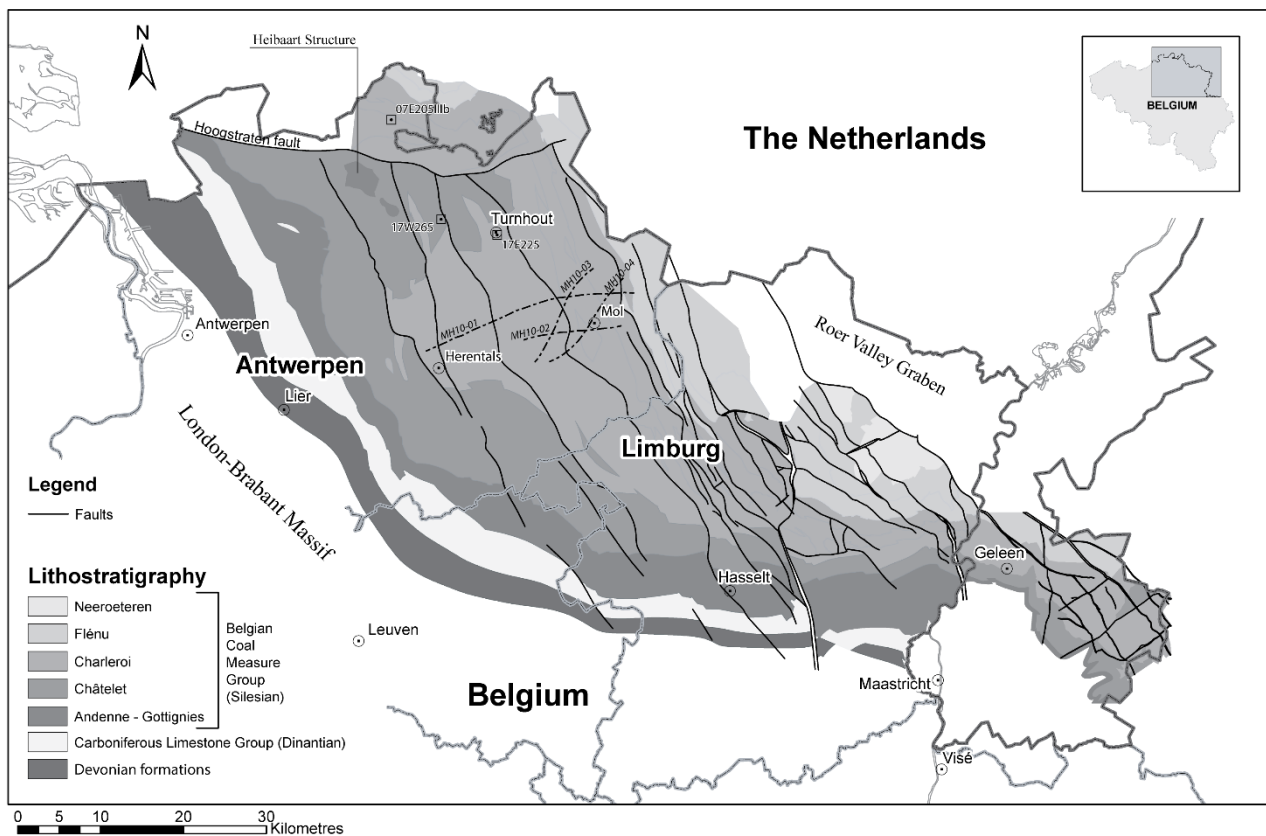 N
Heibaart Structure
07E205IIb
Hoogstraten fault
The Netherlands
BELGIUM
17W265
Turnhout
17E225
MH10-03
MH10-04
MH10-01
MH10-02
Mol
Roer Valley Graben
Antwerpen
Antwerpen
Herentals
Lier
London-Brabant Massif
Limburg
Legend
Faults
Geleen
Hasselt
Lithostratigraphy
Neeroeteren
Flénu
Charleroi
Châtelet
Andenne - Gottignies
Carboniferous Limestone Group (Dinantian)
Devonian formations
Belgian
Coal
Measure
Group
(Silesian)
Leuven
Belgium
Maastricht
Visé
0 5 10 20 30
Kilometres